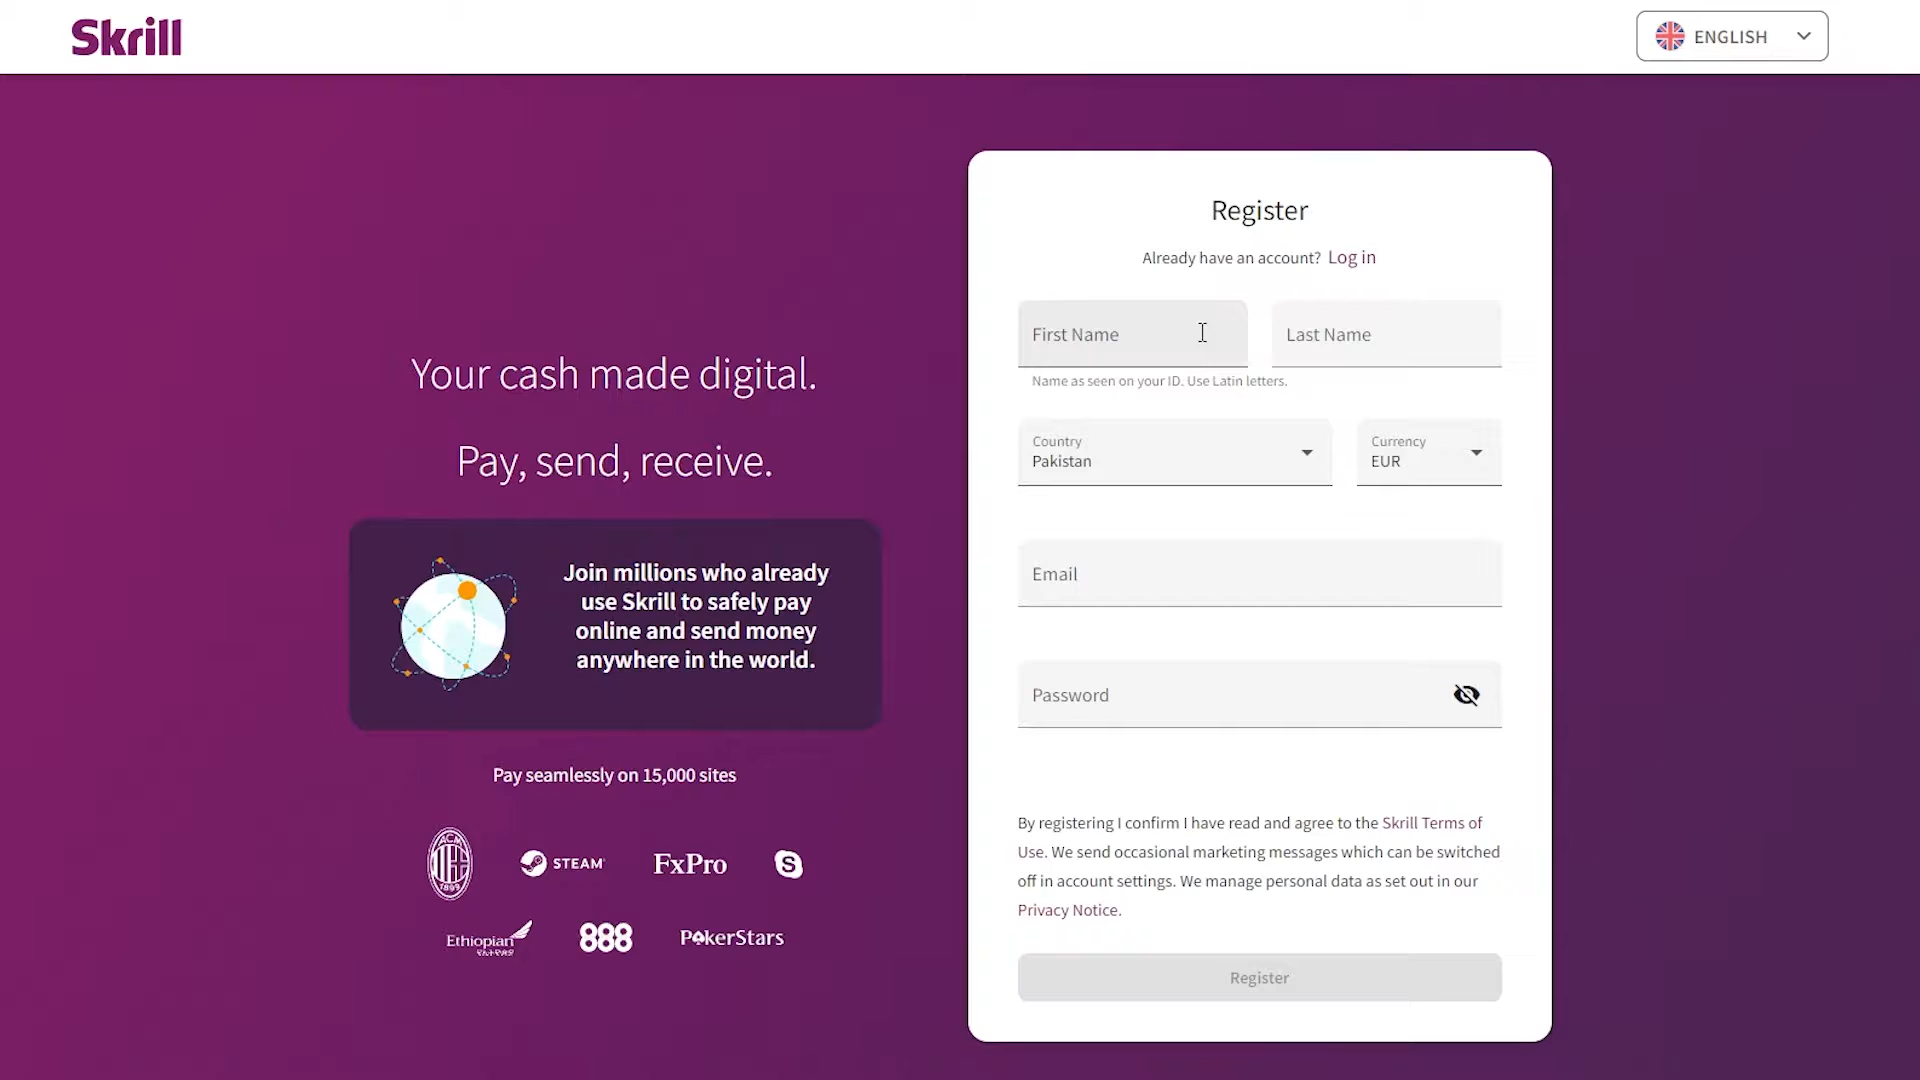 Skrill
ENGLISH
Register
Already have an account? Log in
First Name
Last Name
Name as seen on your ID. Use Latin letters.
Country
Pakistan
Currency
EUR
Email
Password
By registering I confirm I have read and agree to the Skrill Terms of
Use. We send occasional marketing messages which can be switched
off in account settings. We manage personal data as set out in our
Privacy Notice.
Register
Your cash made digital.
Pay, send, receive.
Join millions who already
use Skrill to safely pay
online and send money
anywhere in the world.
Pay seamlessly on 15,000 sites
ACM
1899
STEAM
FxPro
S
Ethiopian
888
PokerStars